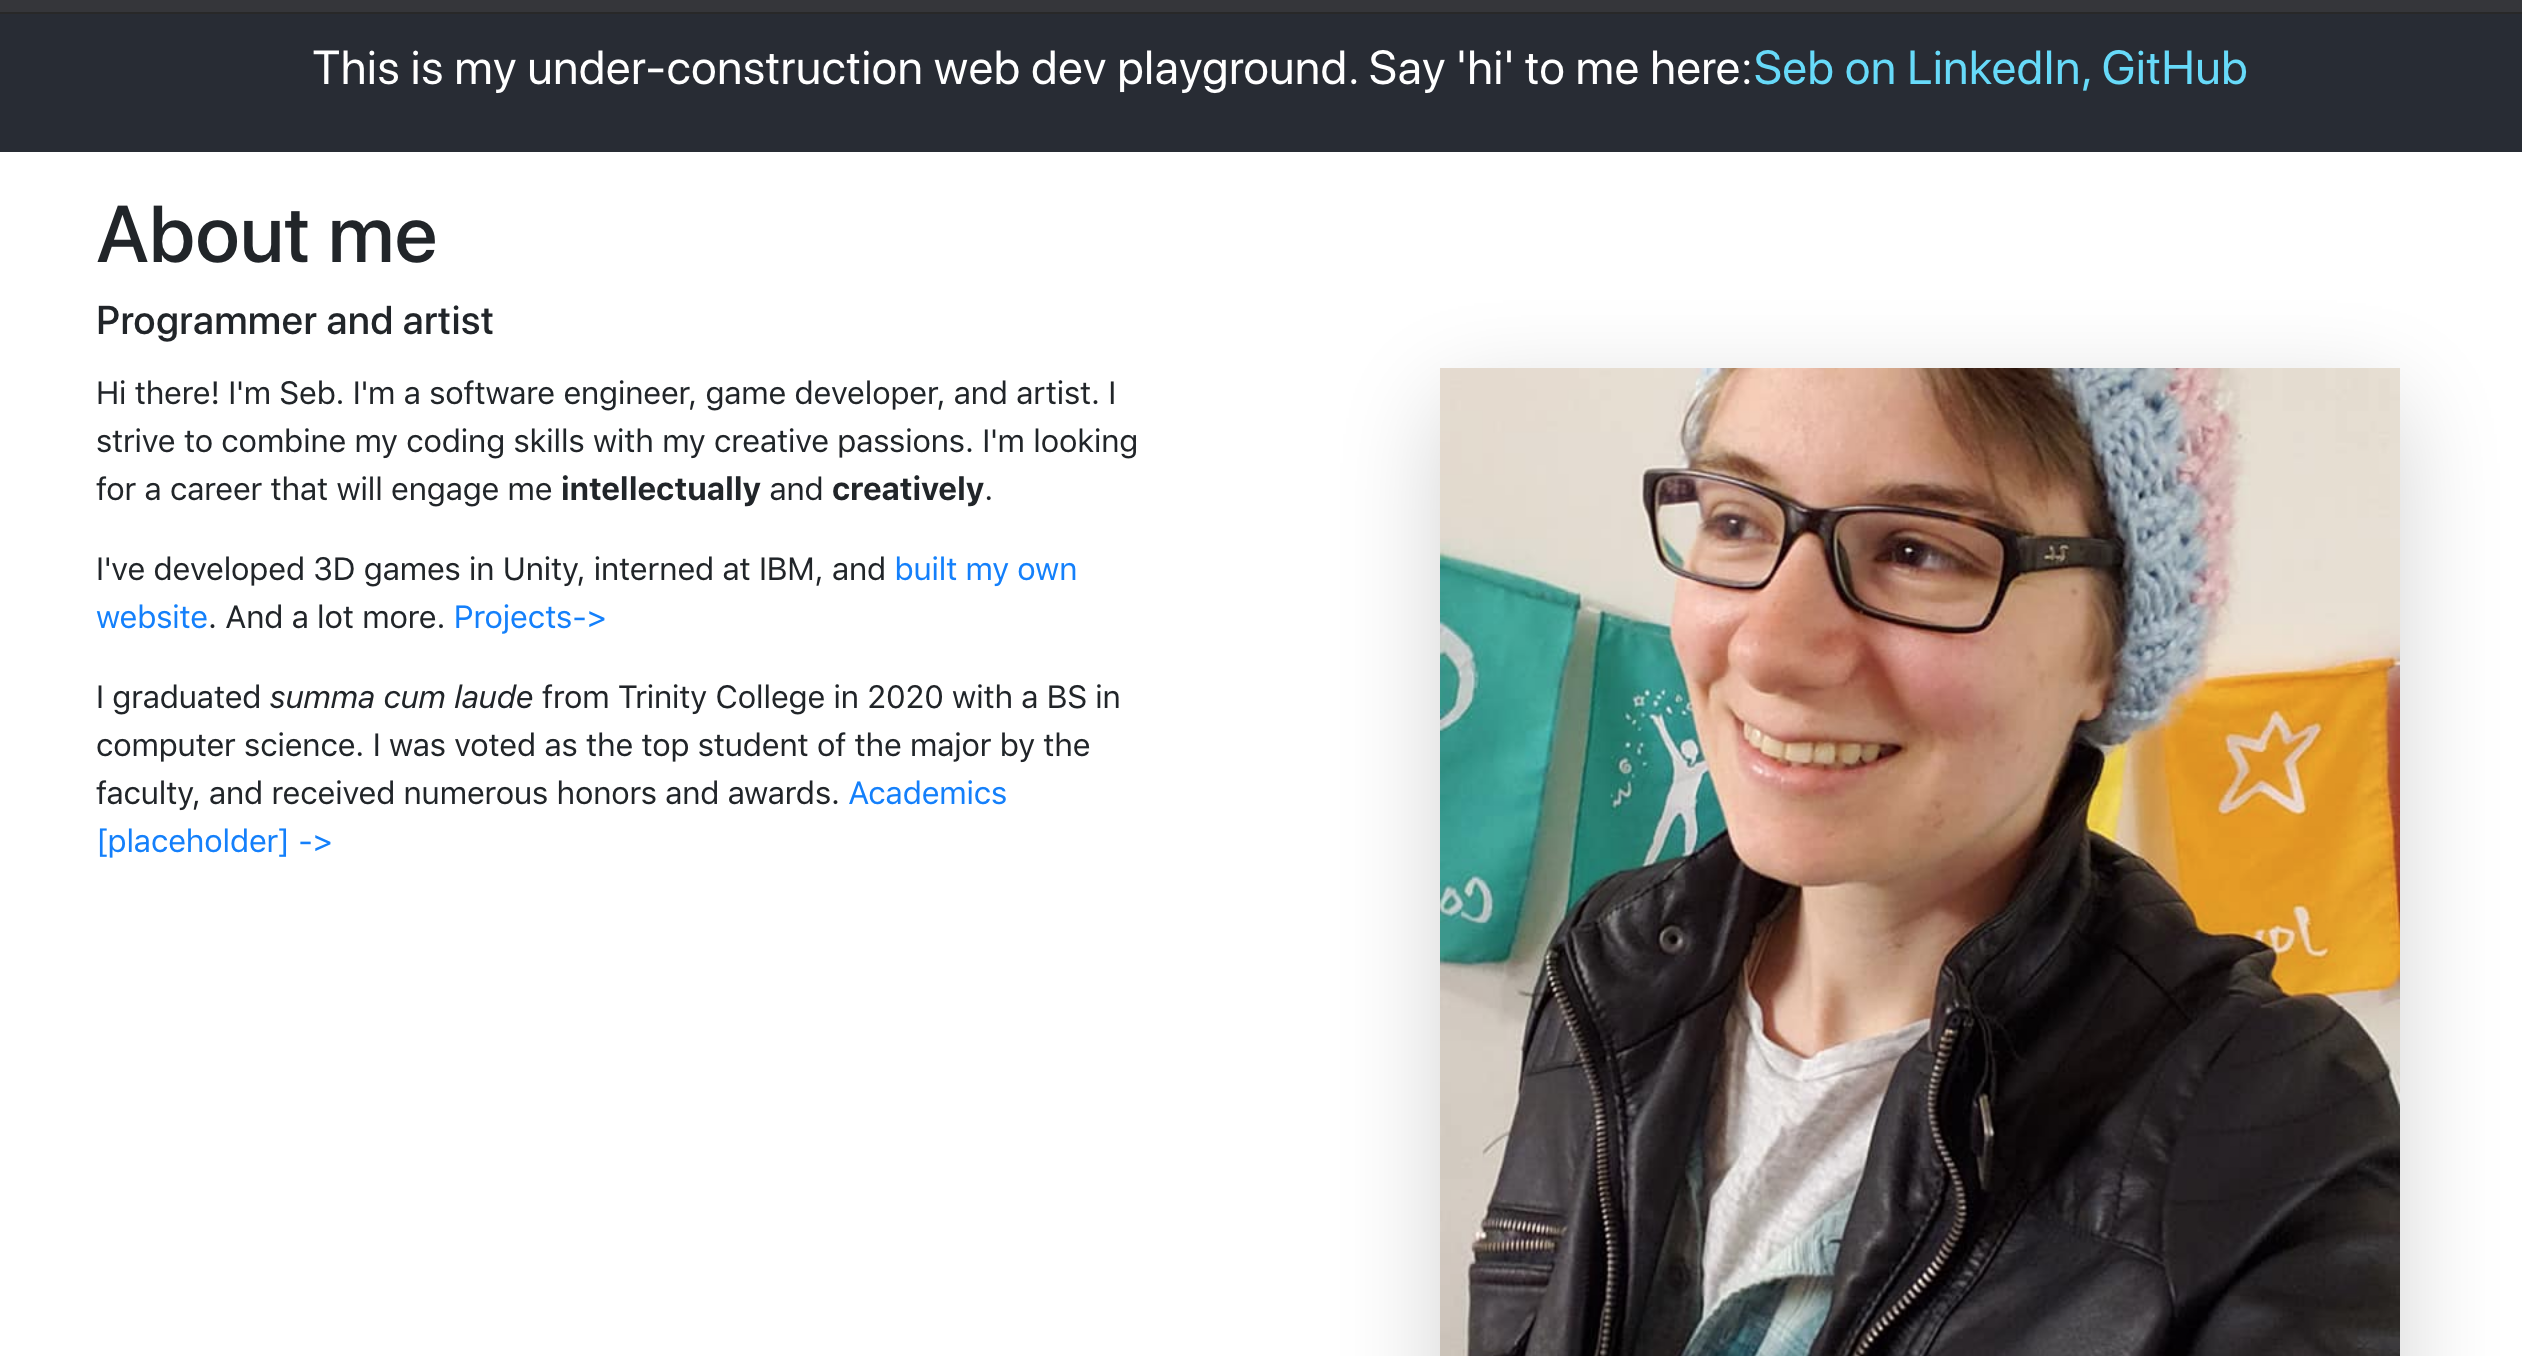 This is my under-construction web dev playground. Say 'hi' to me here:Seb on LinkedIn, GitHub
About me
Programmer and artist
Hi there! I'm Seb. I'm a software engineer, game developer, and artist. I
strive to combine my coding skills with my creative passions. I'm looking
for a career that will engage me intellectually and creatively.
I've developed 3D games in Unity, interned at IBM, and built my own
website. And a lot more. Projects->
I graduated summa cum laude from Trinity College in 2020 with a BS in
computer science. I was voted as the top student of the major by the
faculty, and received numerous honors and awards. Academics
[placeholder] ->